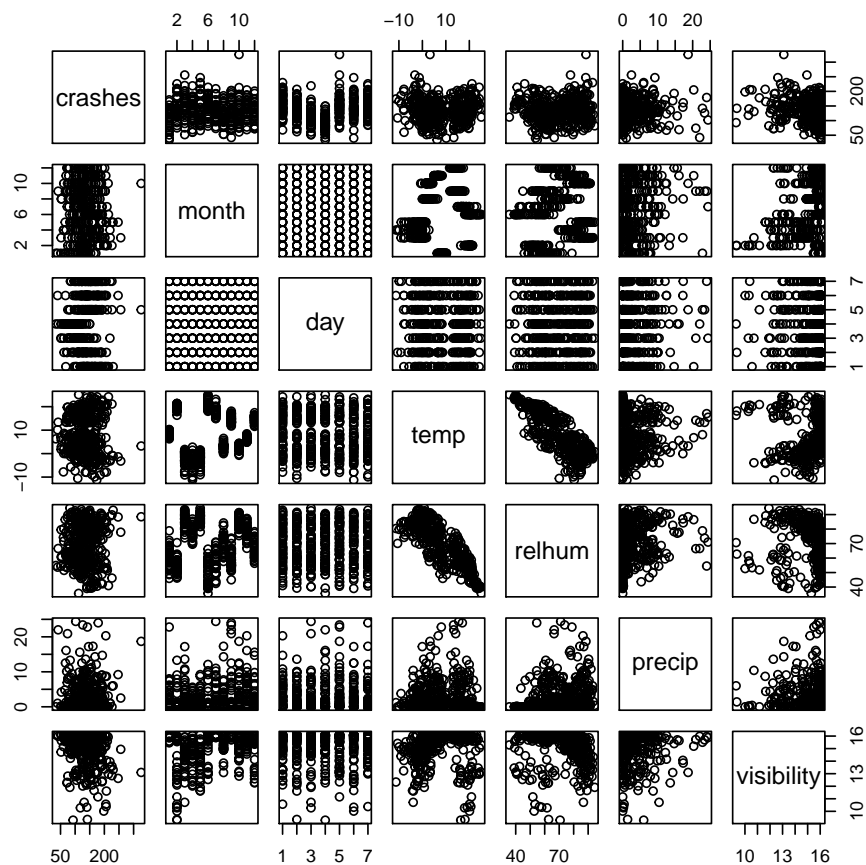 2 6 10 −10 10 0 10 20
crashes 50 200
2 6 10 month
day 1 3 5 7
−10 10 temp
relhum 40 70
0 10 20 precip
visibility 10 13 16
50 200 1 3 5 7 40 70 10 13 16